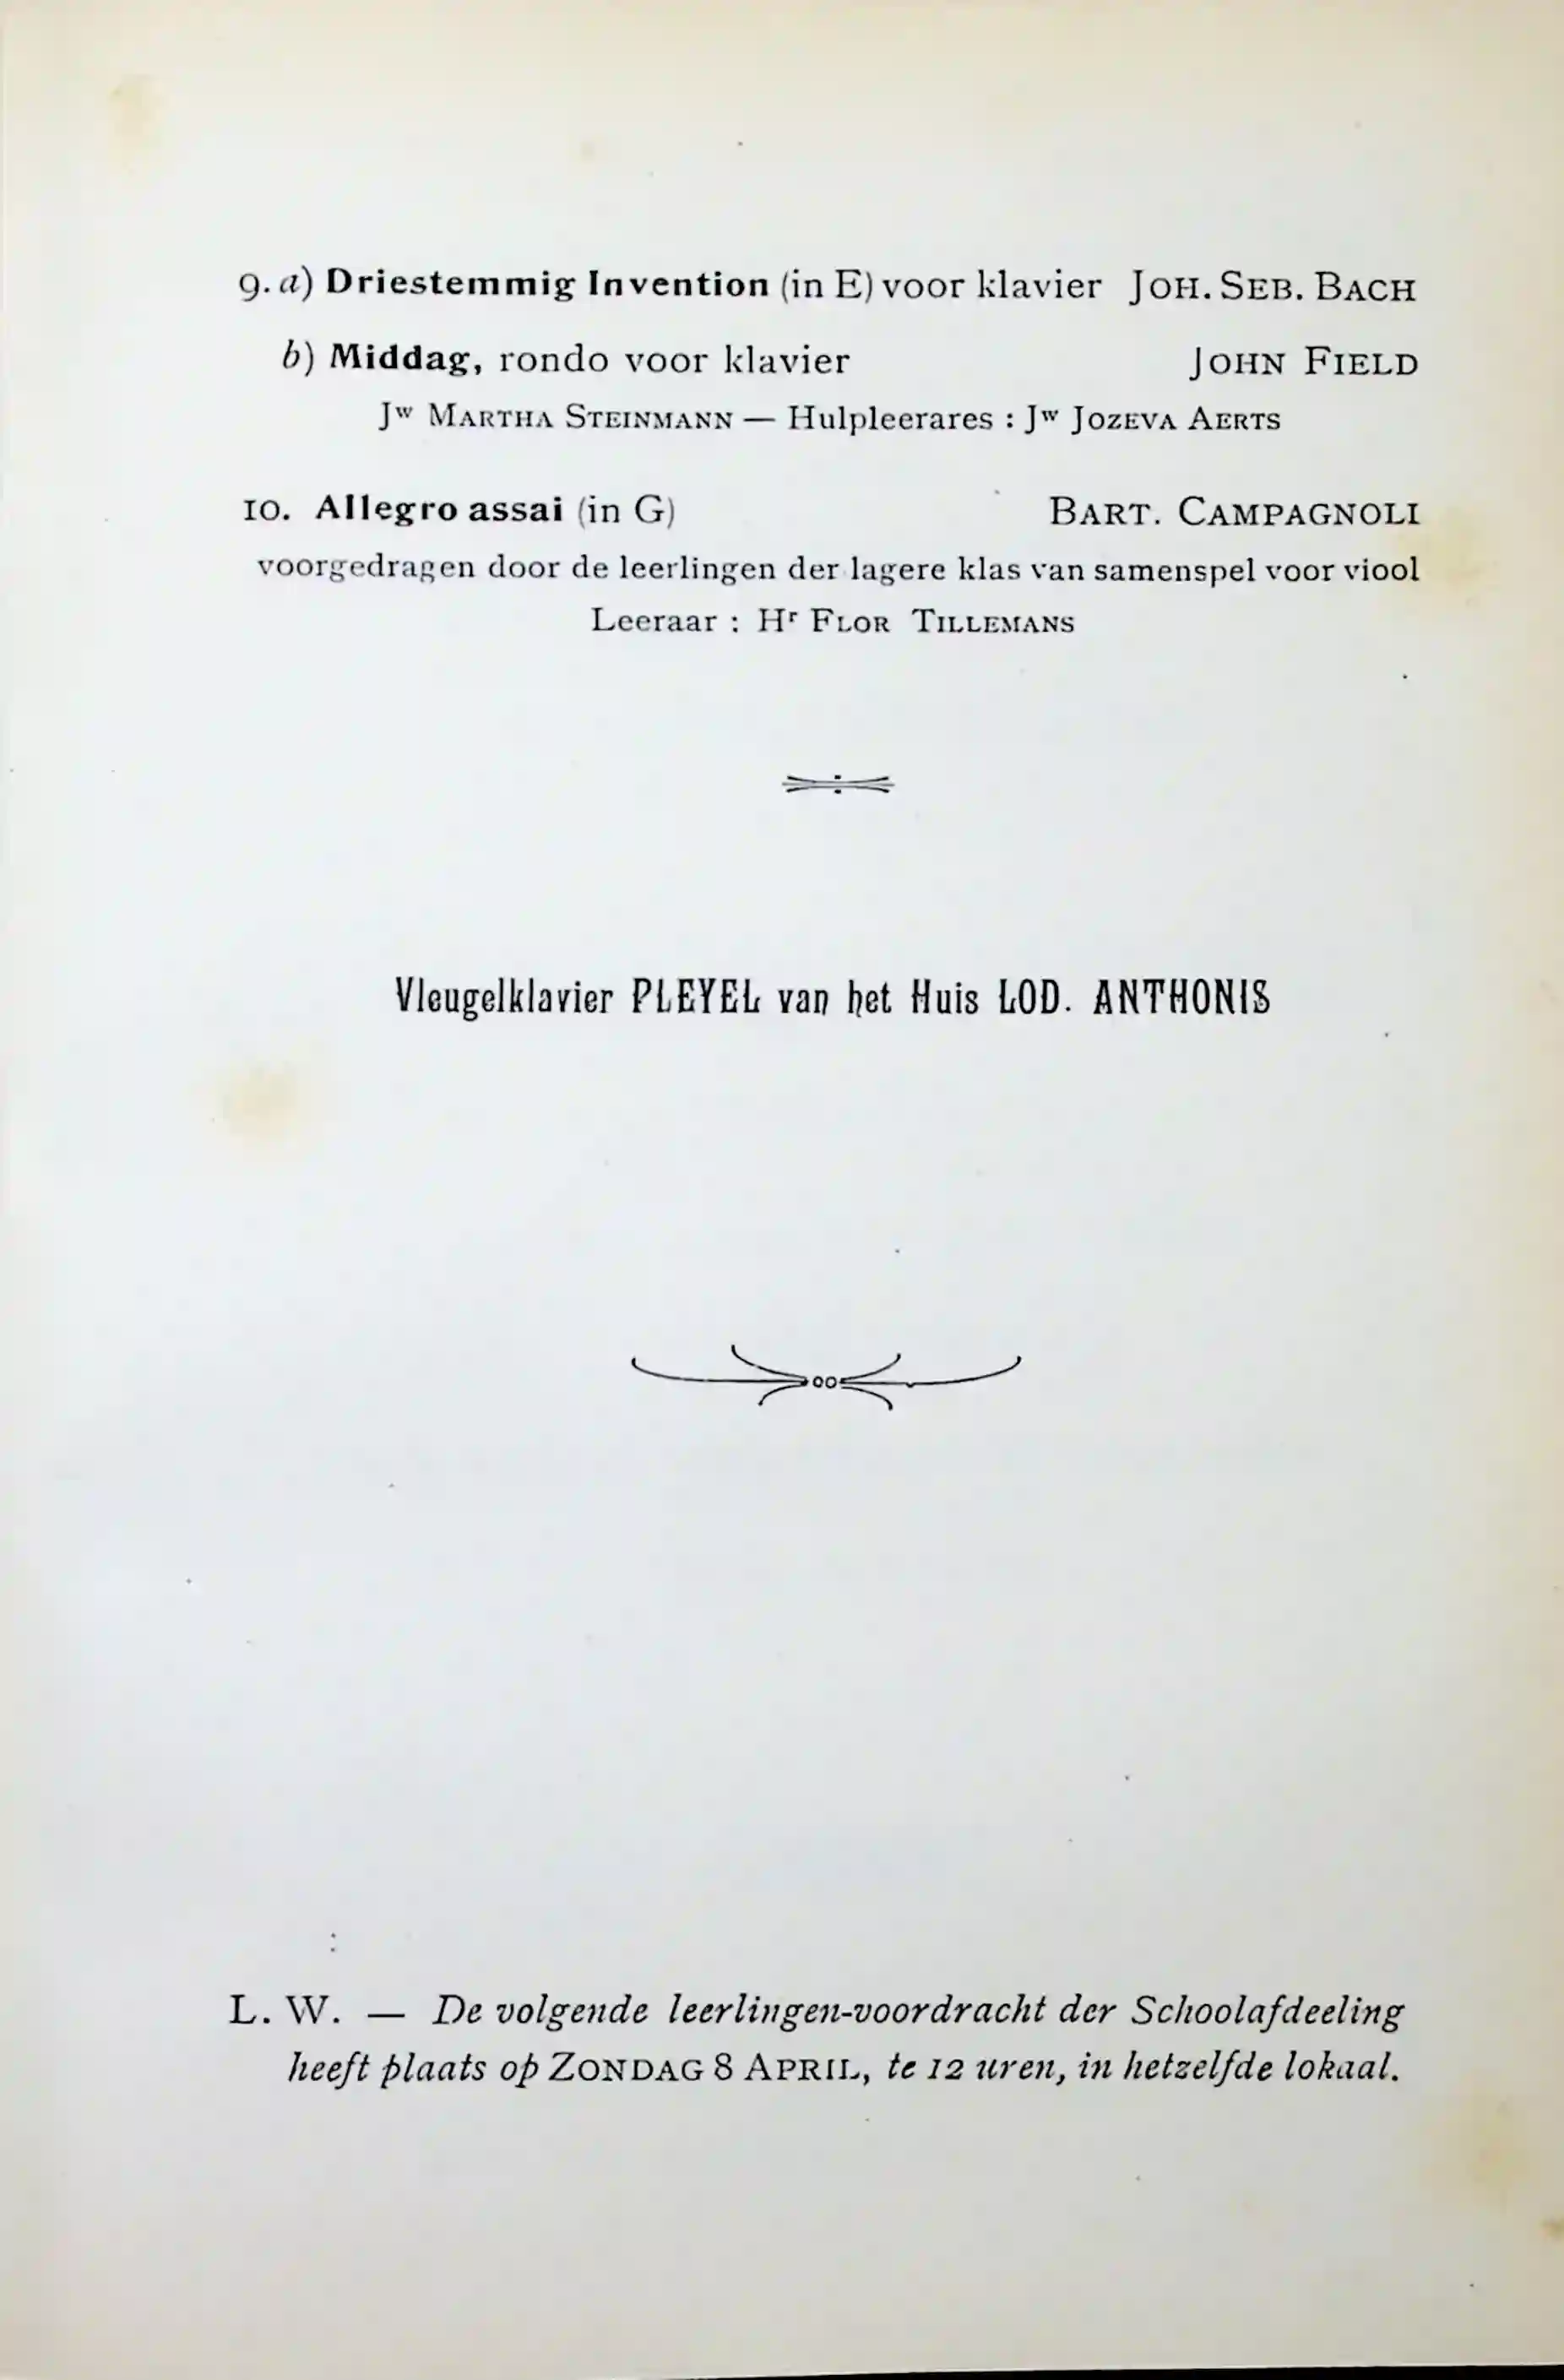 9. a) Driestemmig Invention (in E) voor klavier JOH. SEB. BACH
b) Middag, rondo voor klavier JOHN FIELD
Jw MARTHA STEINMANN — Hulpleerares : Jw JOZEVA AERTS
10. Allegro assai (in G) BART. CAMPAGNOLI
voorgedragen door de leerlingen der lagere klas van samenspel voor viool
Leeraar : Hr FLOR TILLEMANS
Vleugelklavier PLEYEL van het Huis LOD. ANTHONIS
L. W. — De volgende leerlingen-voordracht der Schoolafdeeling
heeft plaats op ZONDAG 8 APRIL, te 12 uren, in hetzelfde lokaal.